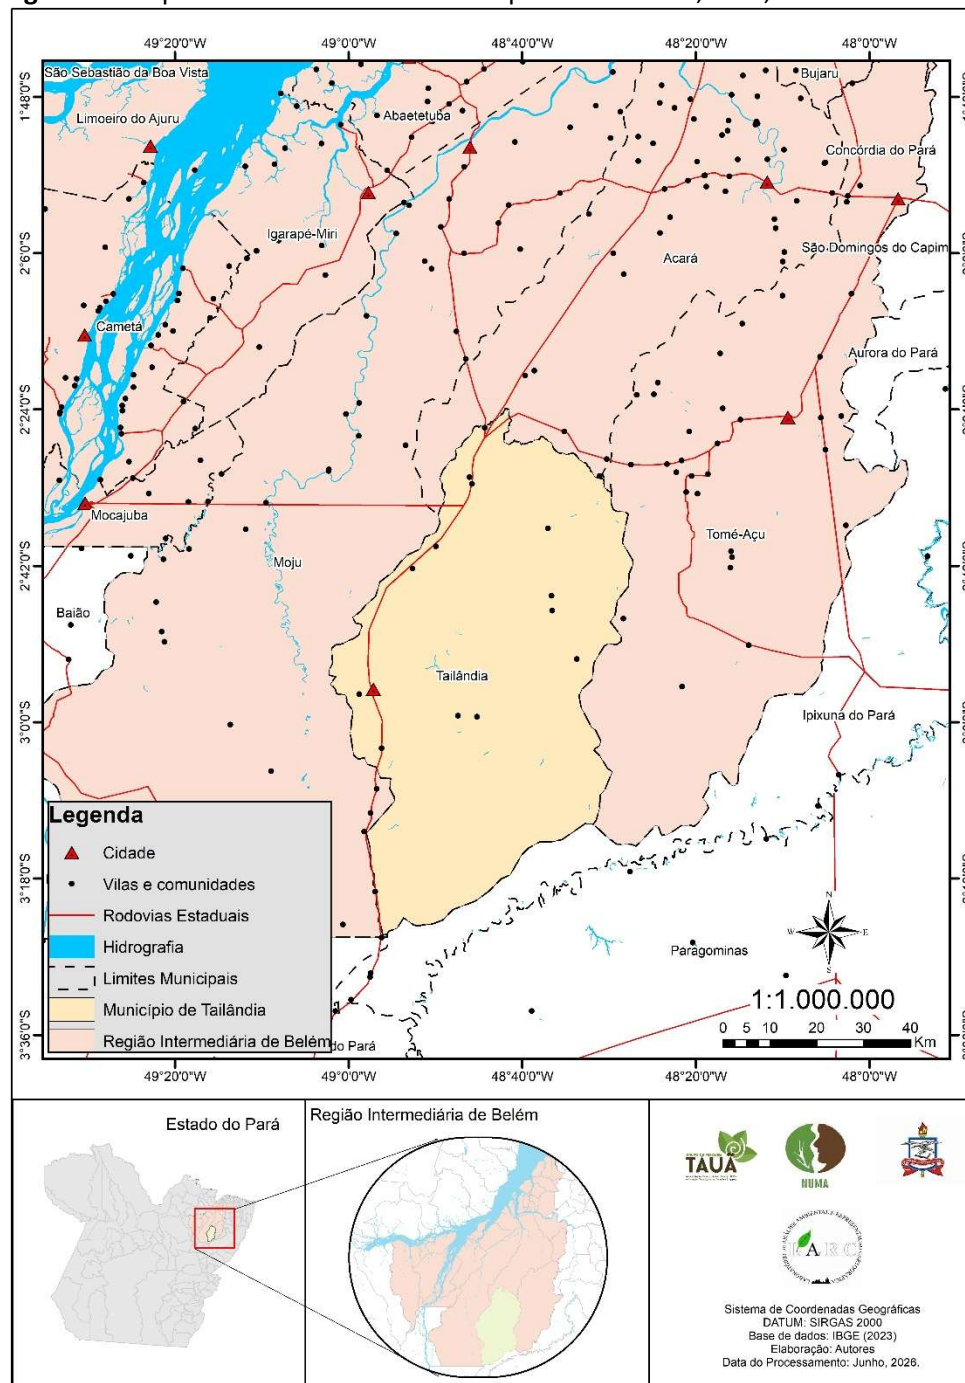 49°20'0"W 49°0'0"W 48°40'0"W 48°20'0"W 48°0'0"W
São Sebastião da Boa Vista
Bujaru
1°48'0"S
Limoeiro do Ajuru
Abaetetuba
Concórdia do Pará
Igarapé-Miri
São Domingos do Capim
2°6'0"S
Acará
Cametá
Aurora do Pará
2°24'0"S
Mocajuba
Tomé-Açu
Moju
2°42'0"S
Baião
Tailândia
Ipixuna do Pará
3°0'0"S
Legenda
Cidade
Vilas e comunidades
Rodovias Estaduais
Hidrografia
Limites Municipais
Município de Tailândia
Região Intermediária de Belém
3°18'0"S
N
W E
S
Paragominas
1:1.000.000
0 5 10 20 30 40
Km
3°36'0"S
do Pará
49°20'0"W 49°0'0"W 48°40'0"W 48°20'0"W 48°0'0"W
Estado do Pará
Região Intermediária de Belém
TAUÁ
NUMA
LARC
Sistema de Coordenadas Geográficas
DATUM: SIRGAS 2000
Base de dados: IBGE (2023)
Elaboração: Autores
Data do Processamento: Junho, 2026.